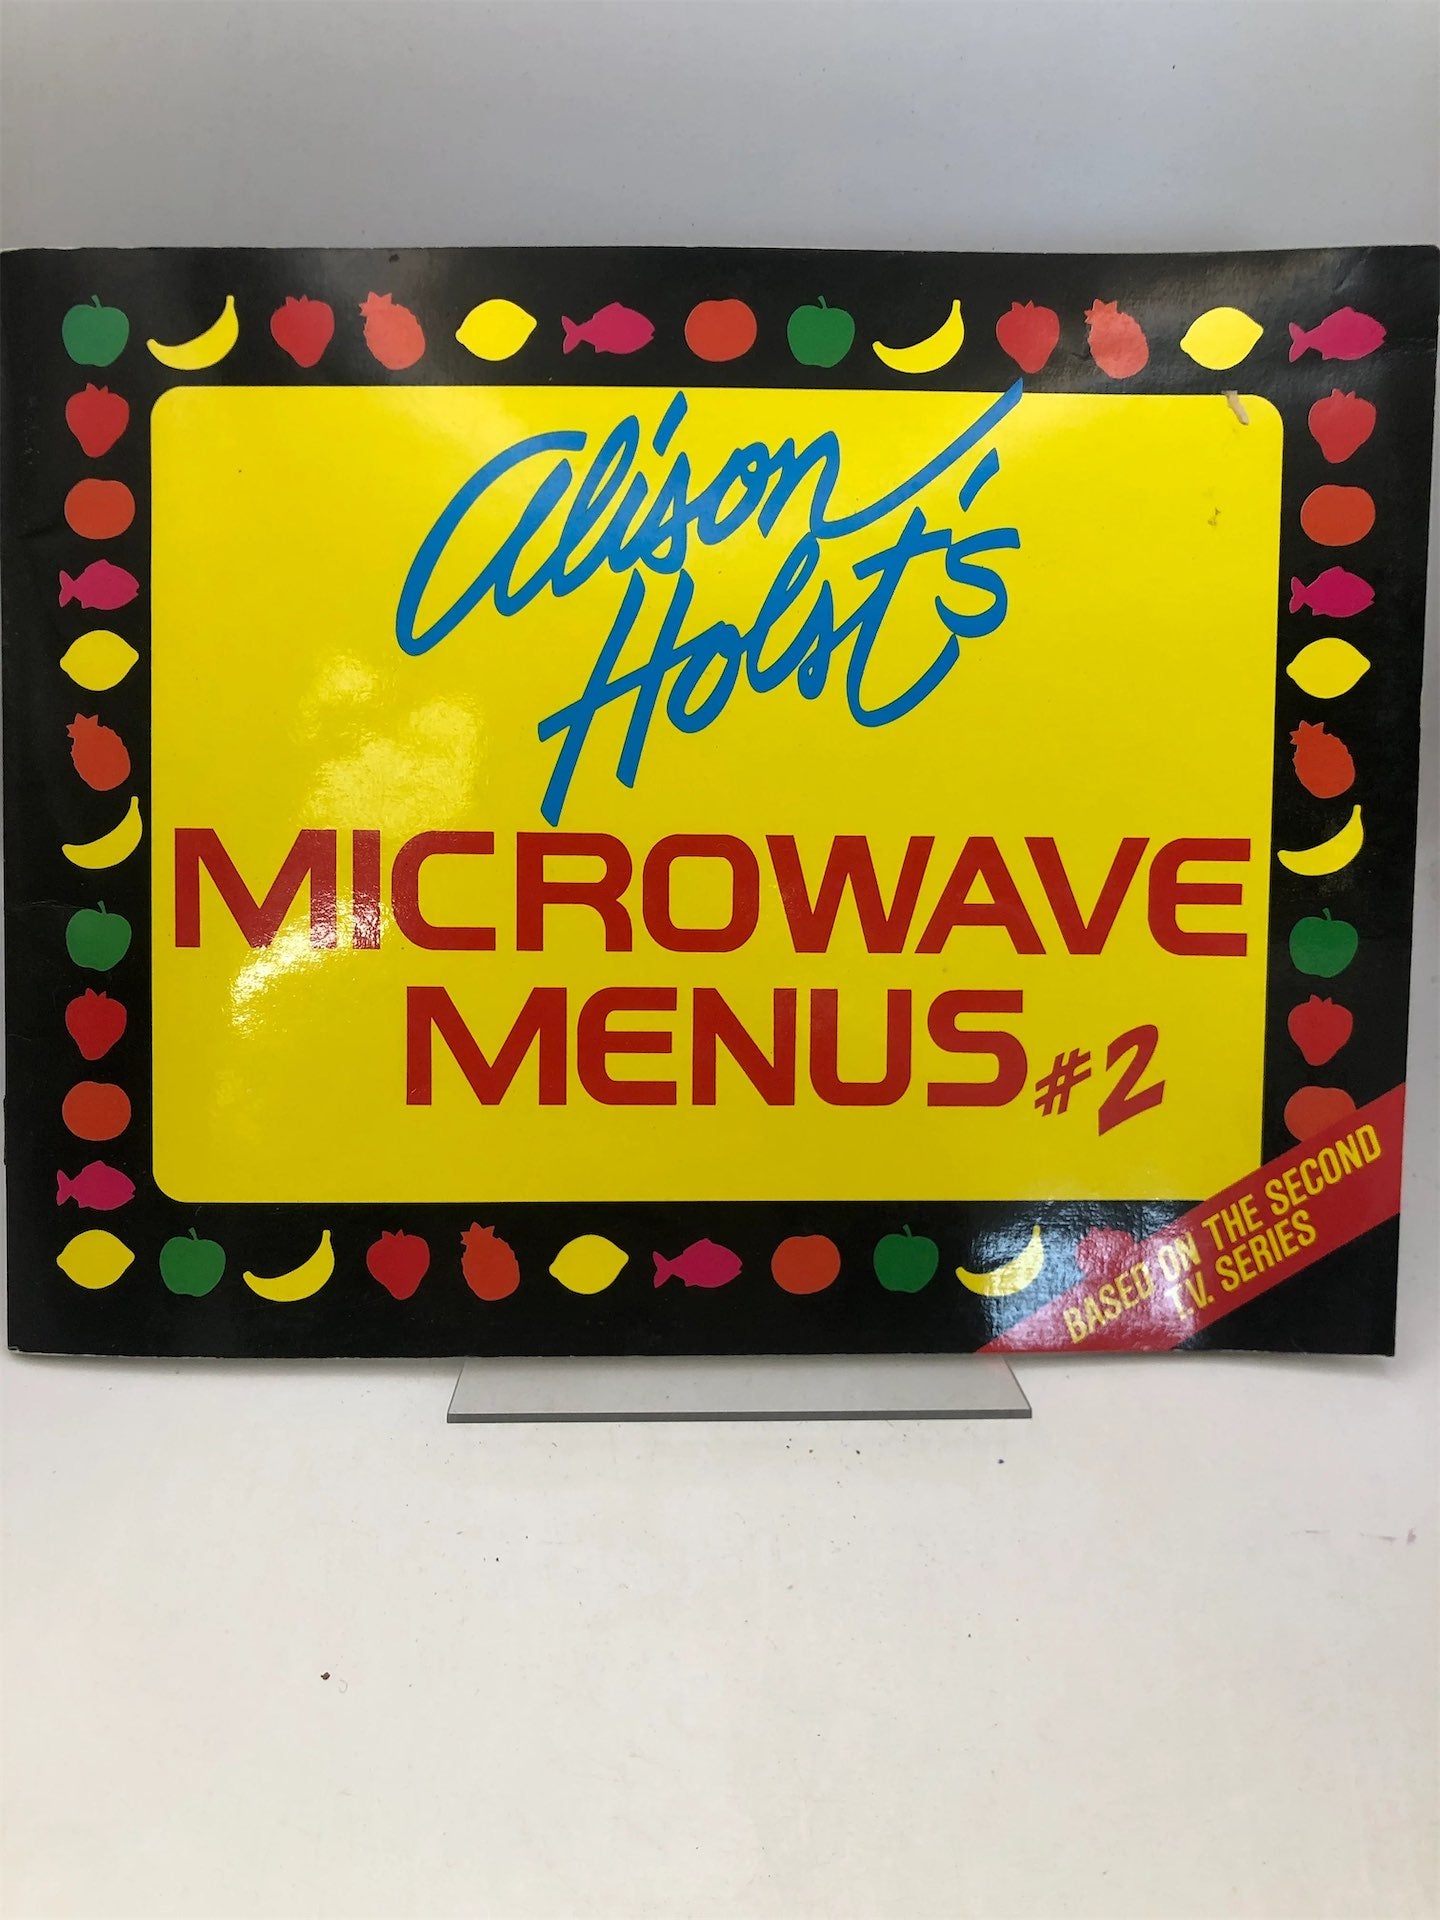 Alison
Holst's
MICROWAVE
MENUS #2
BASED ON THE SECOND
T.V. SERIES